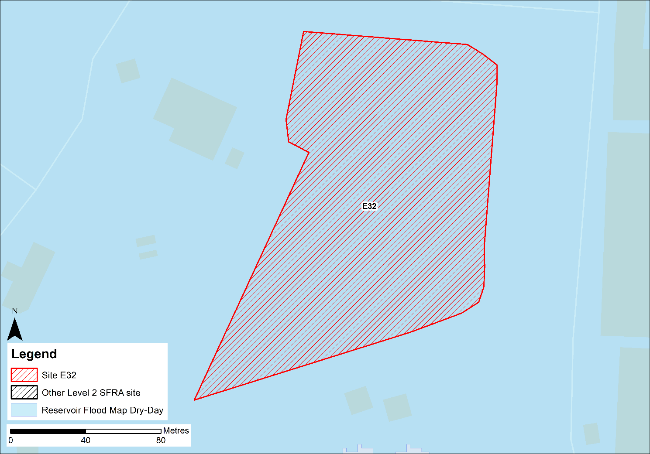 E32
N
Legend
Site E32
Other Level 2 SFRA site
Reservoir Flood Map Dry-Day
Metres
0 40 80